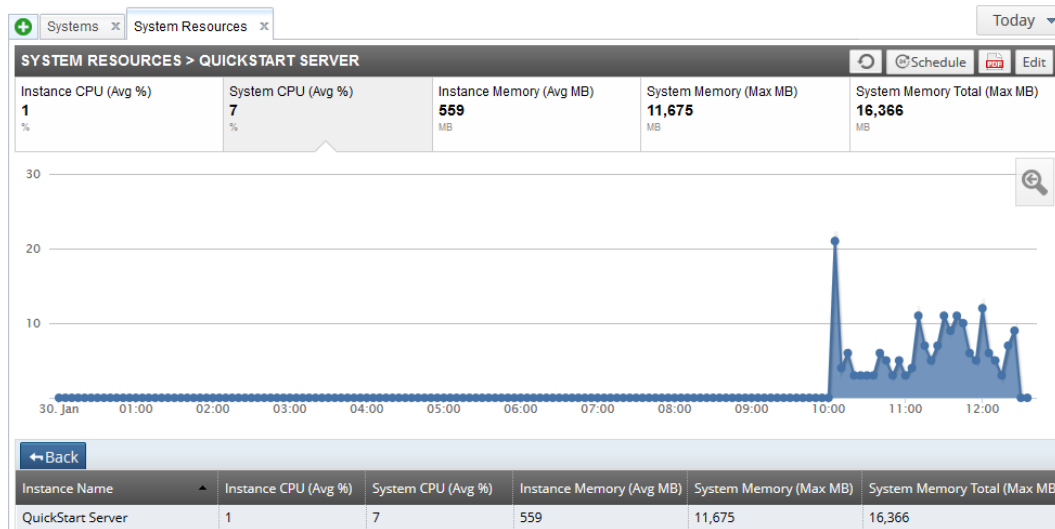 Systems x System Resources x Today
SYSTEM RESOURCES > QUICKSTART SERVER Schedule PDF Edit
Instance CPU (Avg %) System CPU (Avg %) Instance Memory (Avg MB) System Memory (Max MB) System Memory Total (Max MB)
1 7 559 11,675 16,366
% % MB MB MB
30
20
10
30. Jan 01:00 02:00 03:00 04:00 05:00 06:00 07:00 08:00 09:00 10:00 11:00 12:00
Back
Instance Name Instance CPU (Avg %) System CPU (Avg %) Instance Memory (Avg MB) System Memory (Max MB) System Memory Total (Max MB
QuickStart Server 1 7 559 11,675 16,366